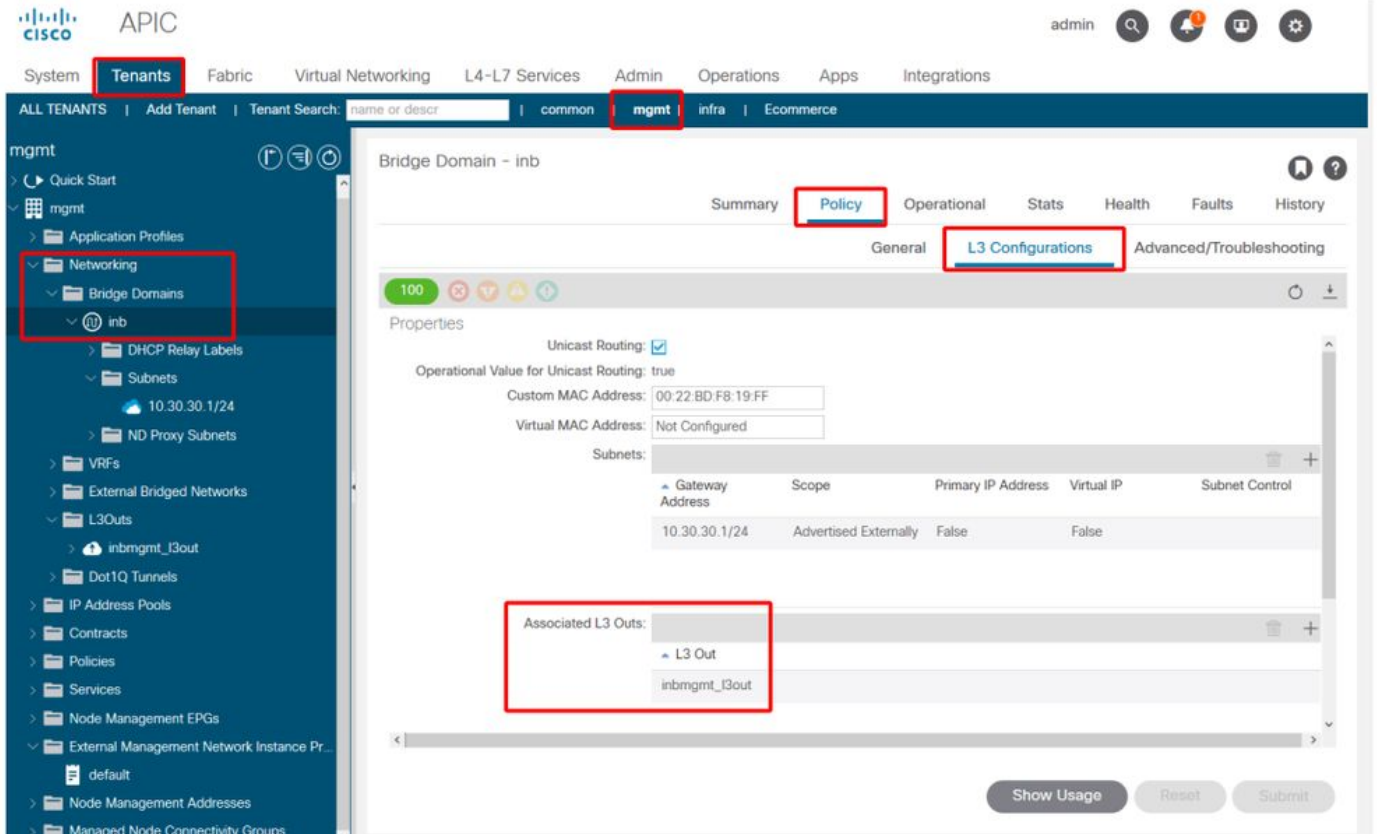 CISCO APIC admin 1
System Tenants Fabric Virtual Networking L4-L7 Services Admin Operations Apps Integrations
ALL TENANTS | Add Tenant | Tenant Search: name or descr | common | mgmt | infra | Ecommerce
mgmt
Quick Start
mgmt
Application Profiles
Networking
Bridge Domains
inb
DHCP Relay Labels
Subnets
10.30.30.1/24
ND Proxy Subnets
VRFs
External Bridged Networks
L3Outs
inbmgmt_l3out
Dot1Q Tunnels
IP Address Pools
Contracts
Policies
Services
Node Management EPGs
External Management Network Instance Pr...
default
Node Management Addresses
Managed Node Connectivity Groups
Bridge Domain - inb
Summary Policy Operational Stats Health Faults History
General L3 Configurations Advanced/Troubleshooting
100
Properties
Unicast Routing:
Operational Value for Unicast Routing: true
Custom MAC Address: 00:22:BD:F8:19:FF
Virtual MAC Address: Not Configured
Subnets:
Gateway Scope Primary IP Address Virtual IP Subnet Control
Address
10.30.30.1/24 Advertised Externally False False
Associated L3 Outs:
L3 Out
inbmgmt_l3out
Show Usage Reset Submit